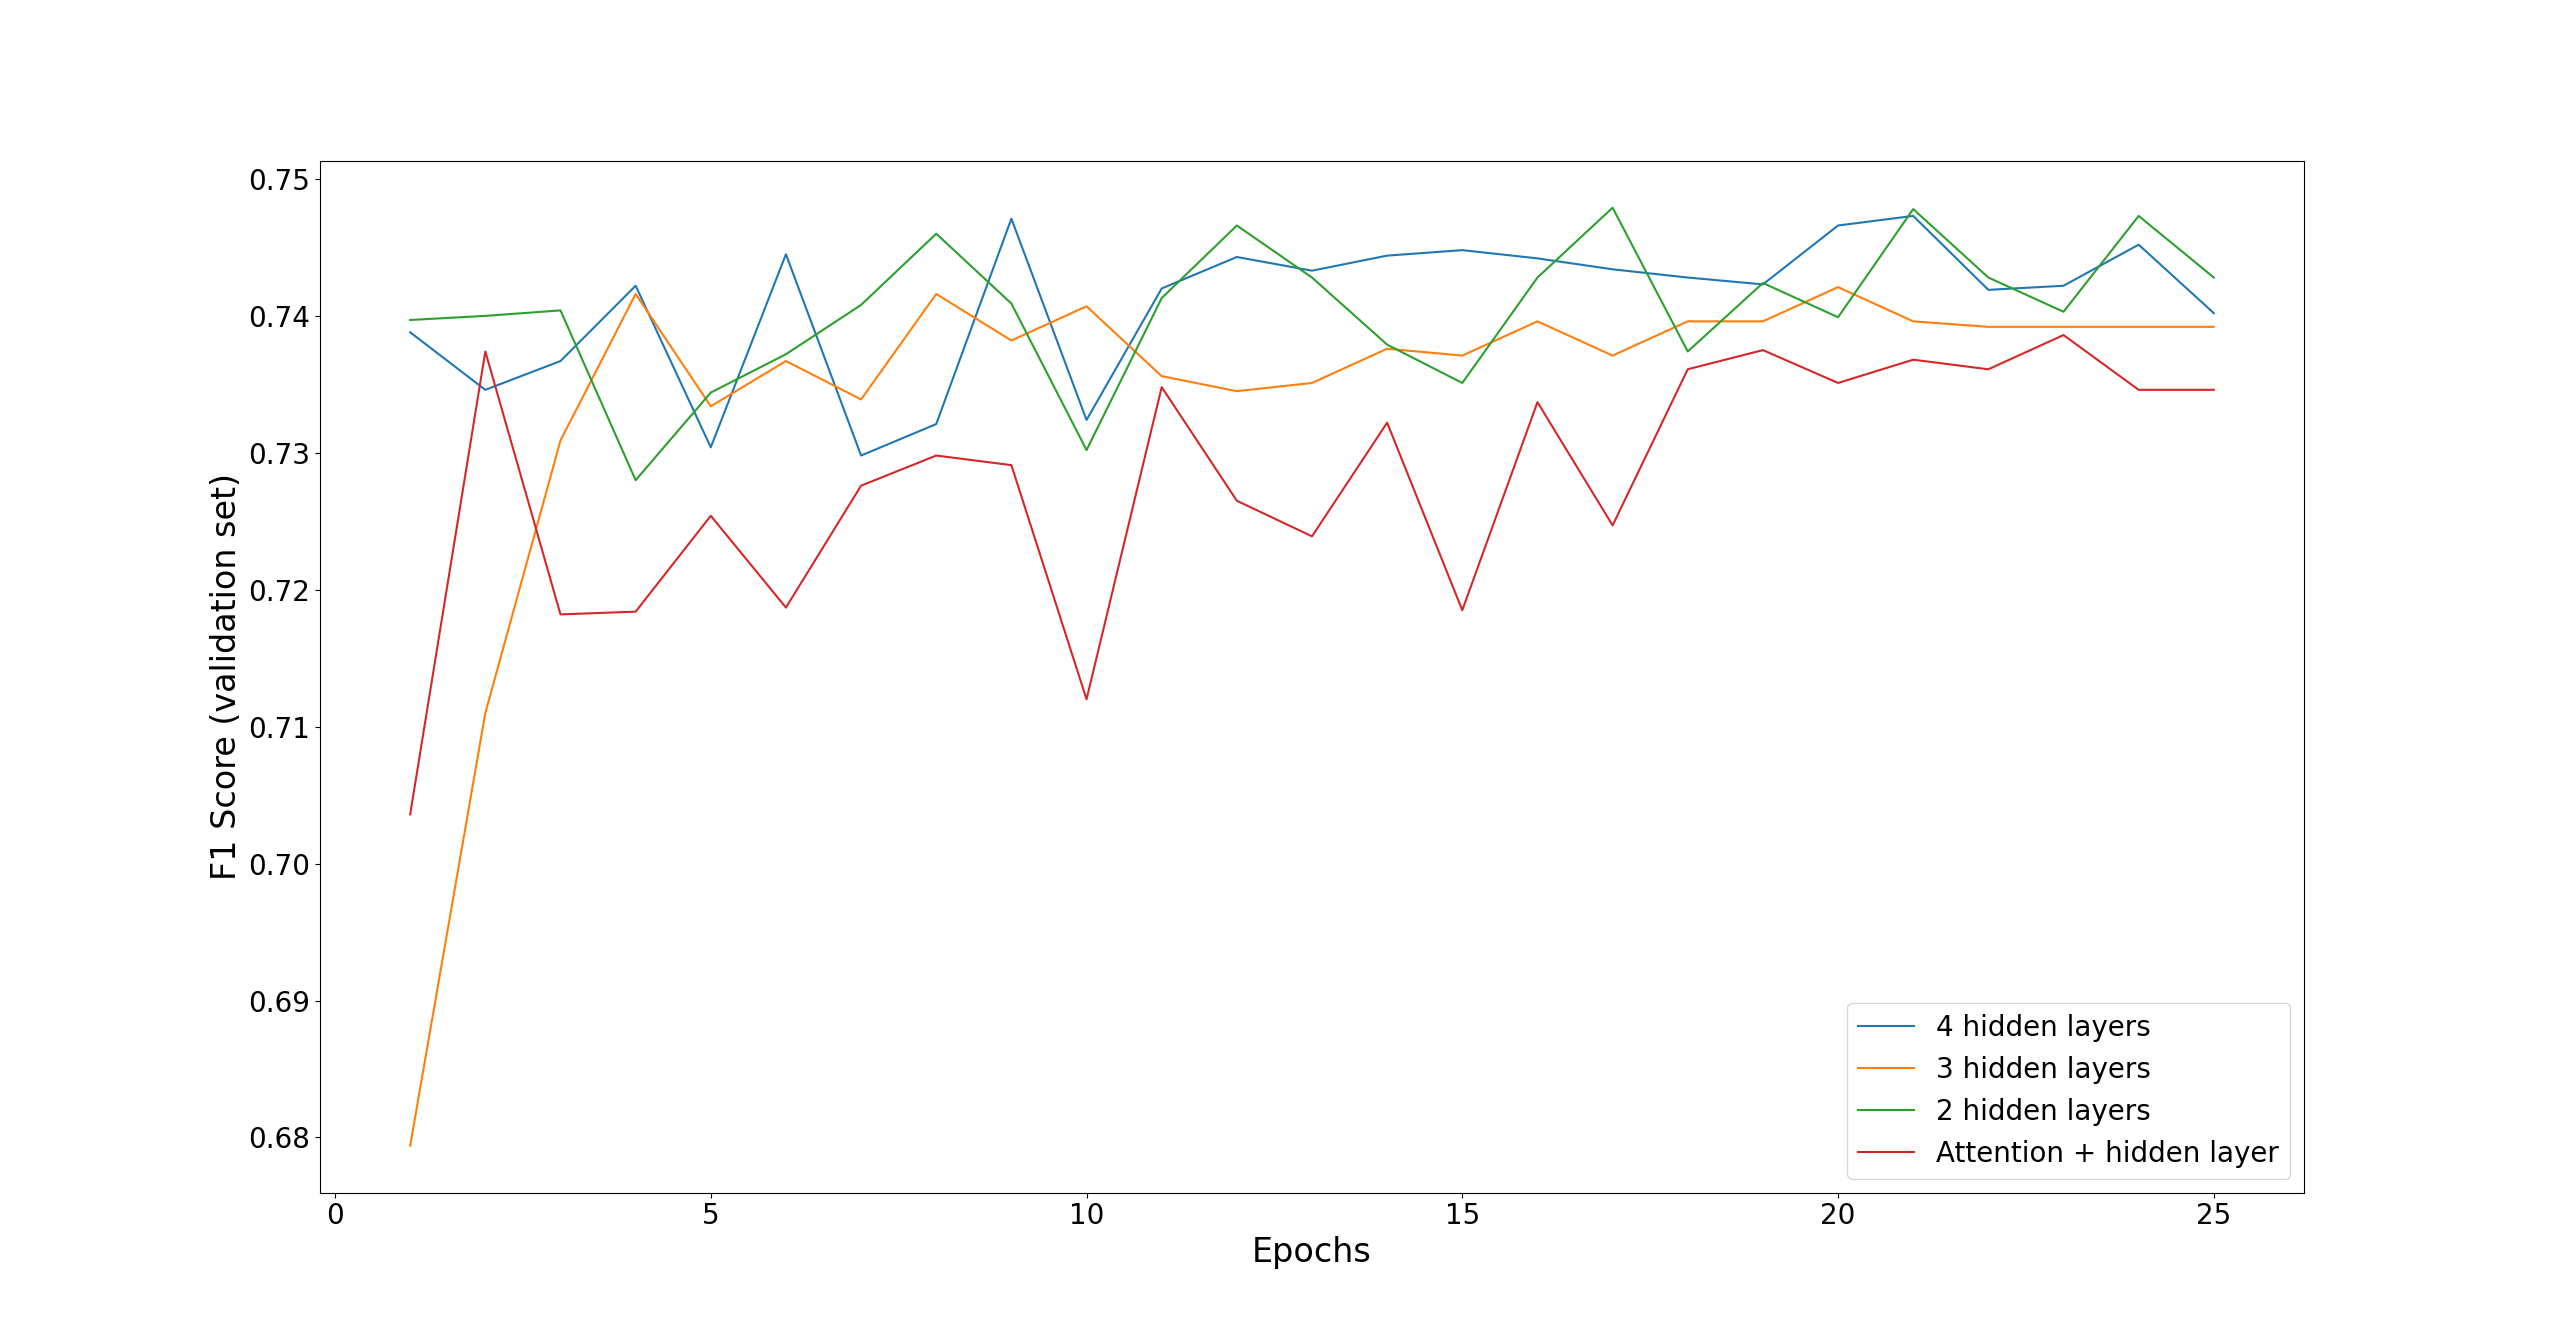 0.75
0.74
0.73
0.72
0.71
0.70
0.69
0.68
F1 Score (validation set)
0 5 10 15 20 25
Epochs
4 hidden layers
3 hidden layers
2 hidden layers
Attention + hidden layer